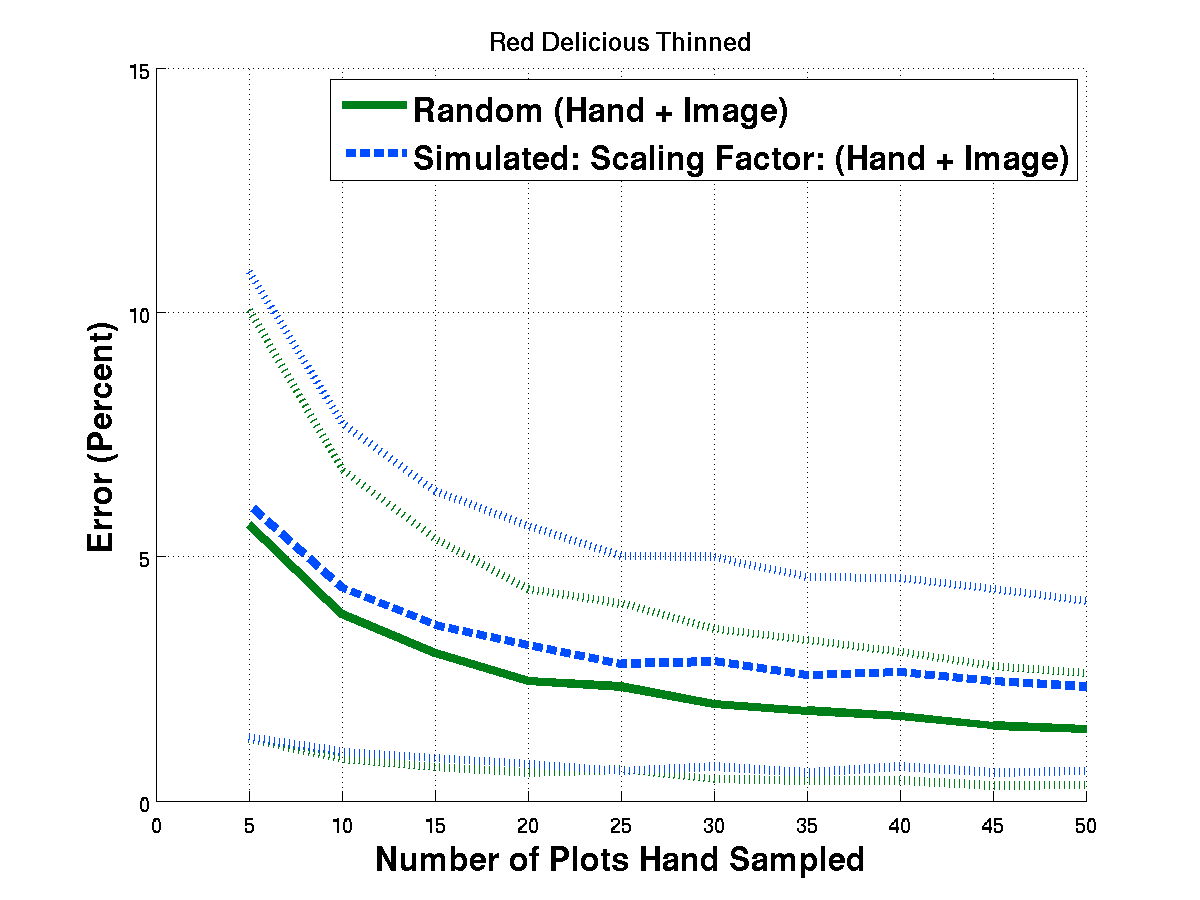 Red Delicious Thinned
15
Random (Hand + Image)
Simulated: Scaling Factor: (Hand + Image)
10
Error (Percent)
5
0
0 5 10 15 20 25 30 35 40 45 50
Number of Plots Hand Sampled